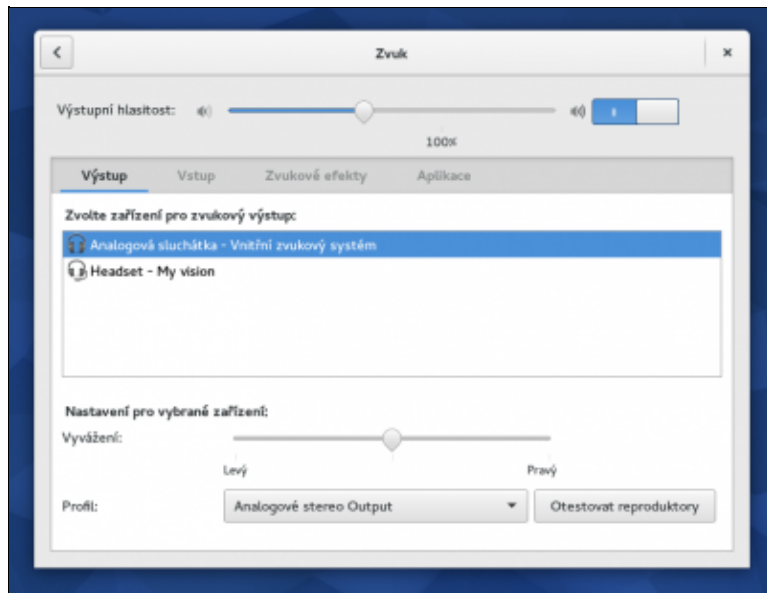 Zvuk
Výstupní hlasitost:
100%
Výstup Vstup Zvukové efekty Aplikace
Zvolte zařízení pro zvukový výstup:
Analogová sluchátka - Vnitřní zvukový systém
Headset - My vision
Nastavení pro vybrané zařízení:
Vyvážení:
Levý Pravý
Profil: Analogové stereo Output Otestovat reproduktory